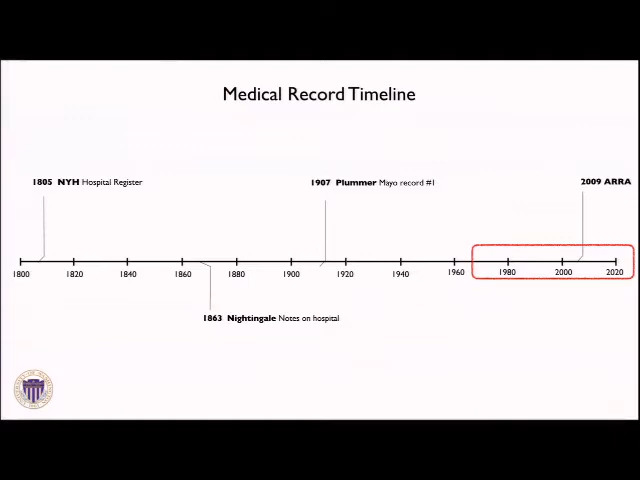 Medical Record Timeline
1805 NYH Hospital Register
1907 Plummer Mayo record #1
2009 ARRA
1800 1820 1840 1860 1880 1900 1920 1940 1960 1980 2000 2020
1863 Nightingale Notes on hospital